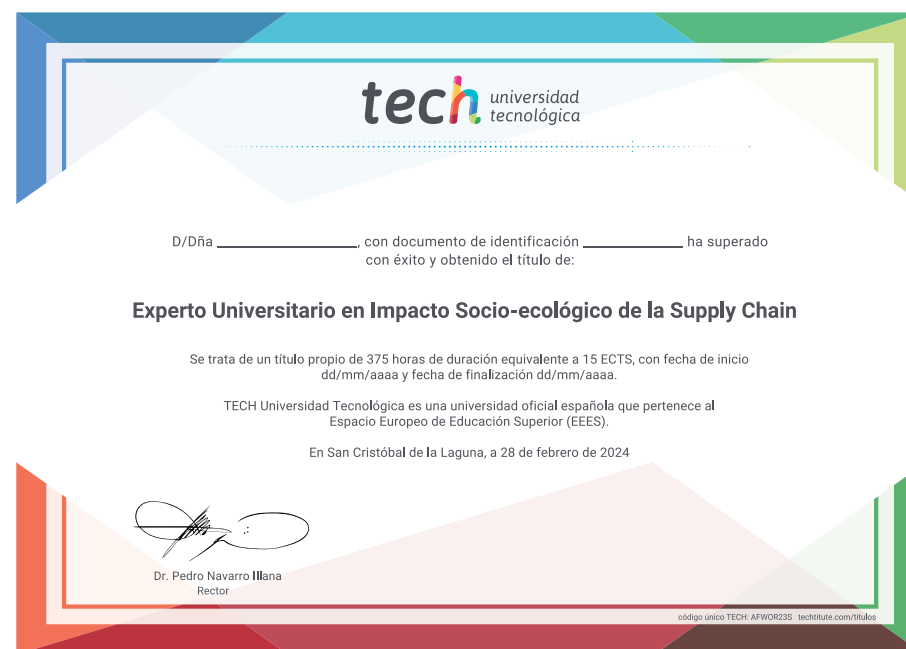 tech universidad
tecnológica
D/Dña ____________________, con documento de identificación ______________ ha superado
con éxito y obtenido el título de:
Experto Universitario en Impacto Socio-ecológico de la Supply Chain
Se trata de un título propio de 375 horas de duración equivalente a 15 ECTS, con fecha de inicio
dd/mm/aaaa y fecha de finalización dd/mm/aaaa.
TECH Universidad Tecnológica es una universidad oficial española que pertenece al
Espacio Europeo de Educación Superior (EEES).
En San Cristóbal de la Laguna, a 28 de febrero de 2024
Dr. Pedro Navarro Illana
Rector
código único TECH: AFWOR23S techtitute.com/titulos